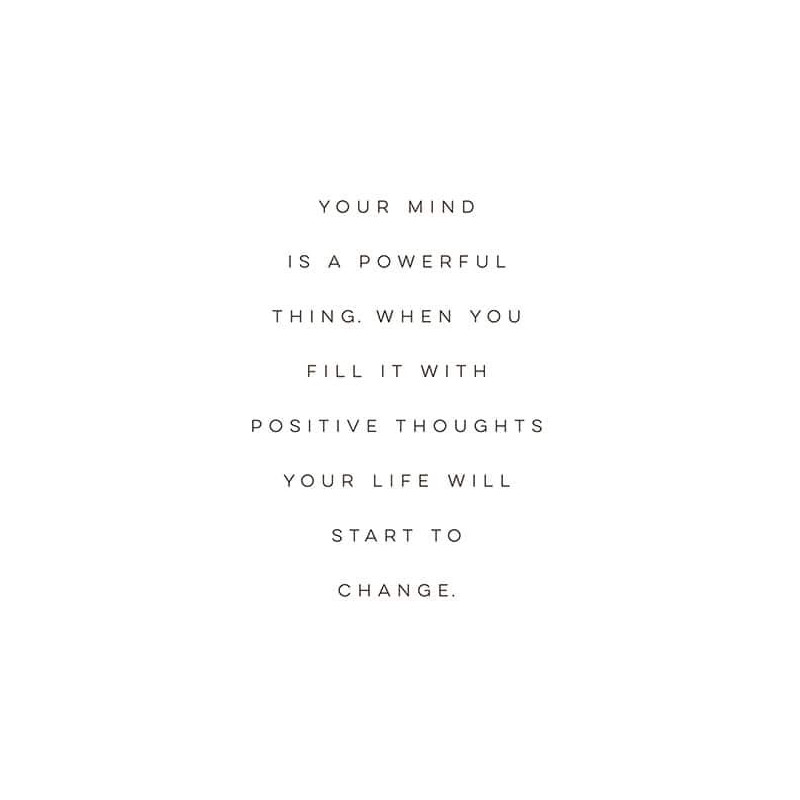 YOUR MIND
IS A POWERFUL
THING. WHEN YOU
FILL IT WITH
POSITIVE THOUGHTS
YOUR LIFE WILL
START TO
CHANGE.